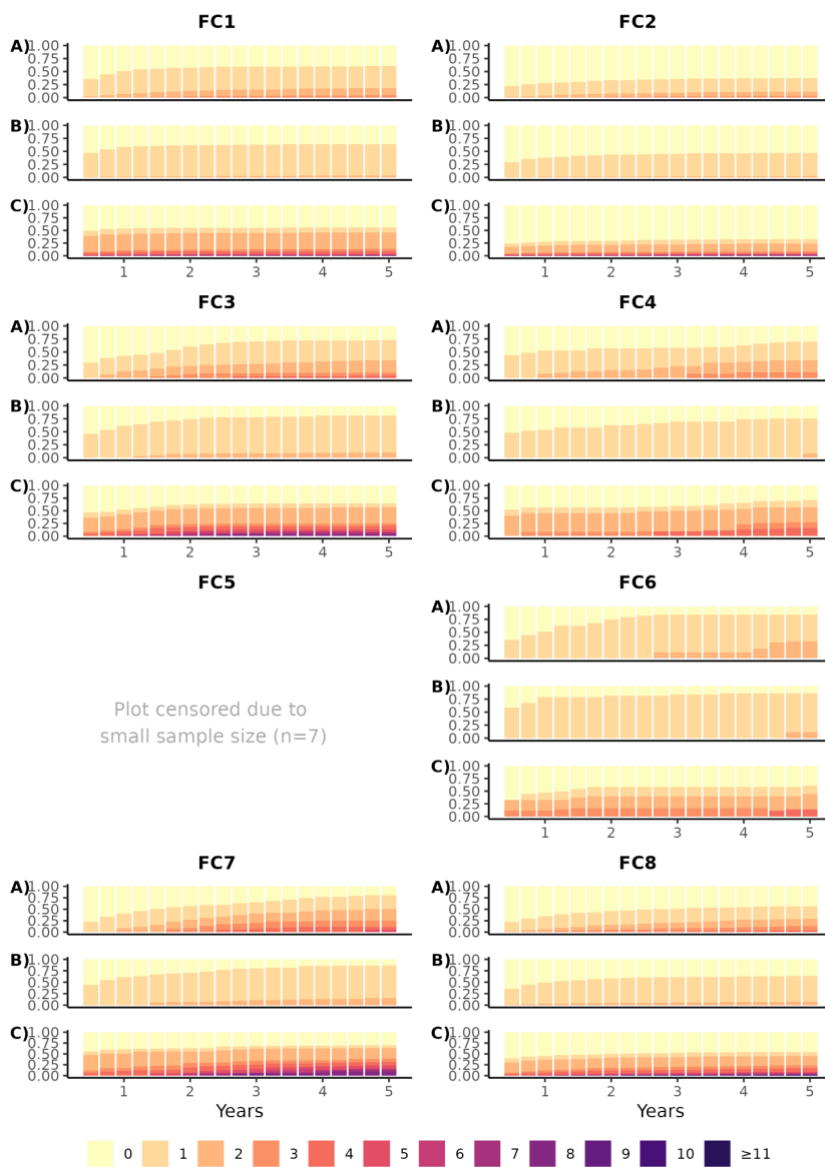 FC1 FC2
A) 1.00 A) 1.00
0.75 0.75
0.50 0.50
0.25 0.25
0.00 0.00
B) 1.00 B) 1.00
0.75 0.75
0.50 0.50
0.25 0.25
0.00 0.00
C) 1.00 C) 1.00
0.75 0.75
0.50 0.50
0.25 0.25
0.00 0.00
1 2 3 4 5 1 2 3 4 5
FC3 FC4
A) 1.00 A) 1.00
0.75 0.75
0.50 0.50
0.25 0.25
0.00 0.00
B) 1.00 B) 1.00
0.75 0.75
0.50 0.50
0.25 0.25
0.00 0.00
C) 1.00 C) 1.00
0.75 0.75
0.50 0.50
0.25 0.25
0.00 0.00
1 2 3 4 5 1 2 3 4 5
FC5 FC6
Plot censored due to
small sample size (n=7)
A) 1.00
0.75
0.50
0.25
0.00
B) 1.00
0.75
0.50
0.25
0.00
C) 1.00
0.75
0.50
0.25
0.00
1 2 3 4 5
FC7 FC8
A) 1.00 A) 1.00
0.75 0.75
0.50 0.50
0.25 0.25
0.00 0.00
B) 1.00 B) 1.00
0.75 0.75
0.50 0.50
0.25 0.25
0.00 0.00
C) 1.00 C) 1.00
0.75 0.75
0.50 0.50
0.25 0.25
0.00 0.00
1 2 3 4 5 1 2 3 4 5
Years Years
0 1 2 3 4 5 6 7 8 9 10 ≥11